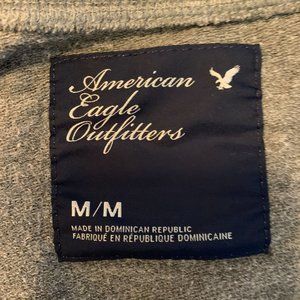 American
Eagle
Outfitters
M/M
MADE IN DOMINICAN REPUBLIC
FABRIQUÉ EN RÉPUBLIQUE DOMINICAINE